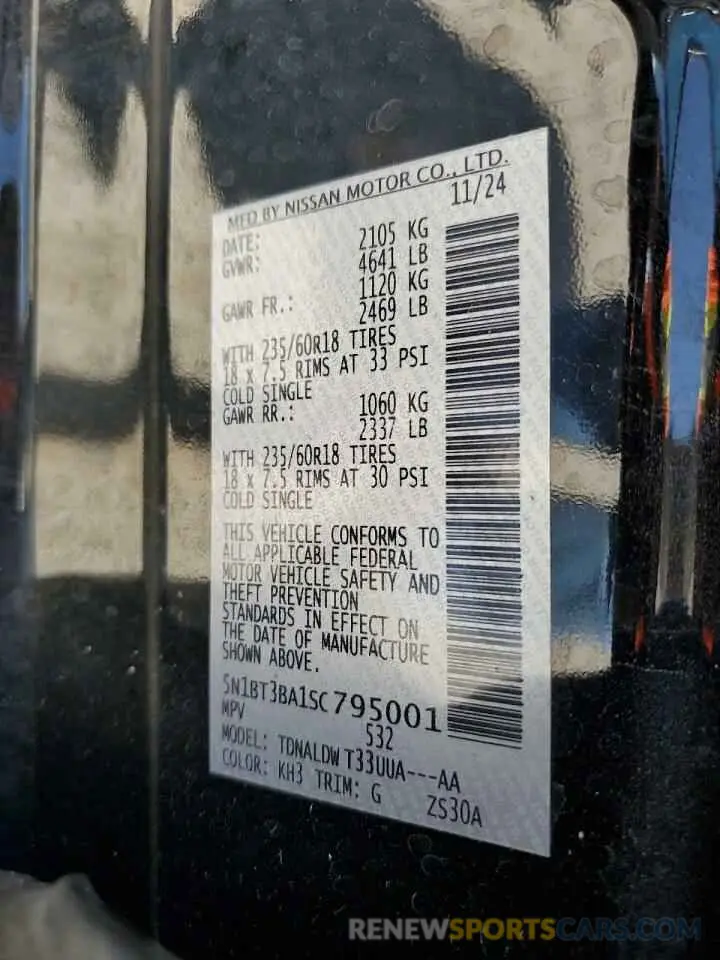 MFD BY NISSAN MOTOR CO., LTD.
DATE: 11/24
GVWR: 2105 KG
4641 LB
GAWR FR.: 1120 KG
2469 LB
WITH 235/60R18 TIRES
18 x 7.5 RIMS AT 33 PSI
COLD SINGLE
GAWR RR.: 1060 KG
2337 LB
WITH 235/60R18 TIRES
18 x 7.5 RIMS AT 30 PSI
COLD SINGLE
THIS VEHICLE CONFORMS TO
ALL APPLICABLE FEDERAL
MOTOR VEHICLE SAFETY AND
THEFT PREVENTION
STANDARDS IN EFFECT ON
THE DATE OF MANUFACTURE
SHOWN ABOVE.
5N1BT3BA1SC795001
MPV 532
MODEL: TDNALDW T33UUA---AA
COLOR: KH3 TRIM: G ZS30A
RENEWSPORTSCARS.COM